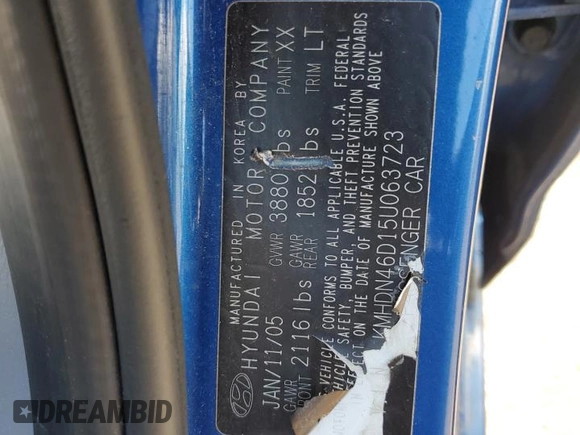 MANUFACTURED IN KOREA BY
HYUNDAI MOTOR COMPANY
JAN/11/05 GVWR 3880 lbs PAINT XX
GAWR FRONT 2116 lbs GAWR REAR 1852 lbs TRIM LT
VEHICLE CONFORMS TO ALL APPLICABLE U.S.A. FEDERAL
VEHICLE SAFETY, BUMPER, AND THEFT PREVENTION STANDARDS
ON THE DATE OF MANUFACTURE SHOWN ABOVE
KMHDN46D15U063723
SENGER CAR
DREAMBID